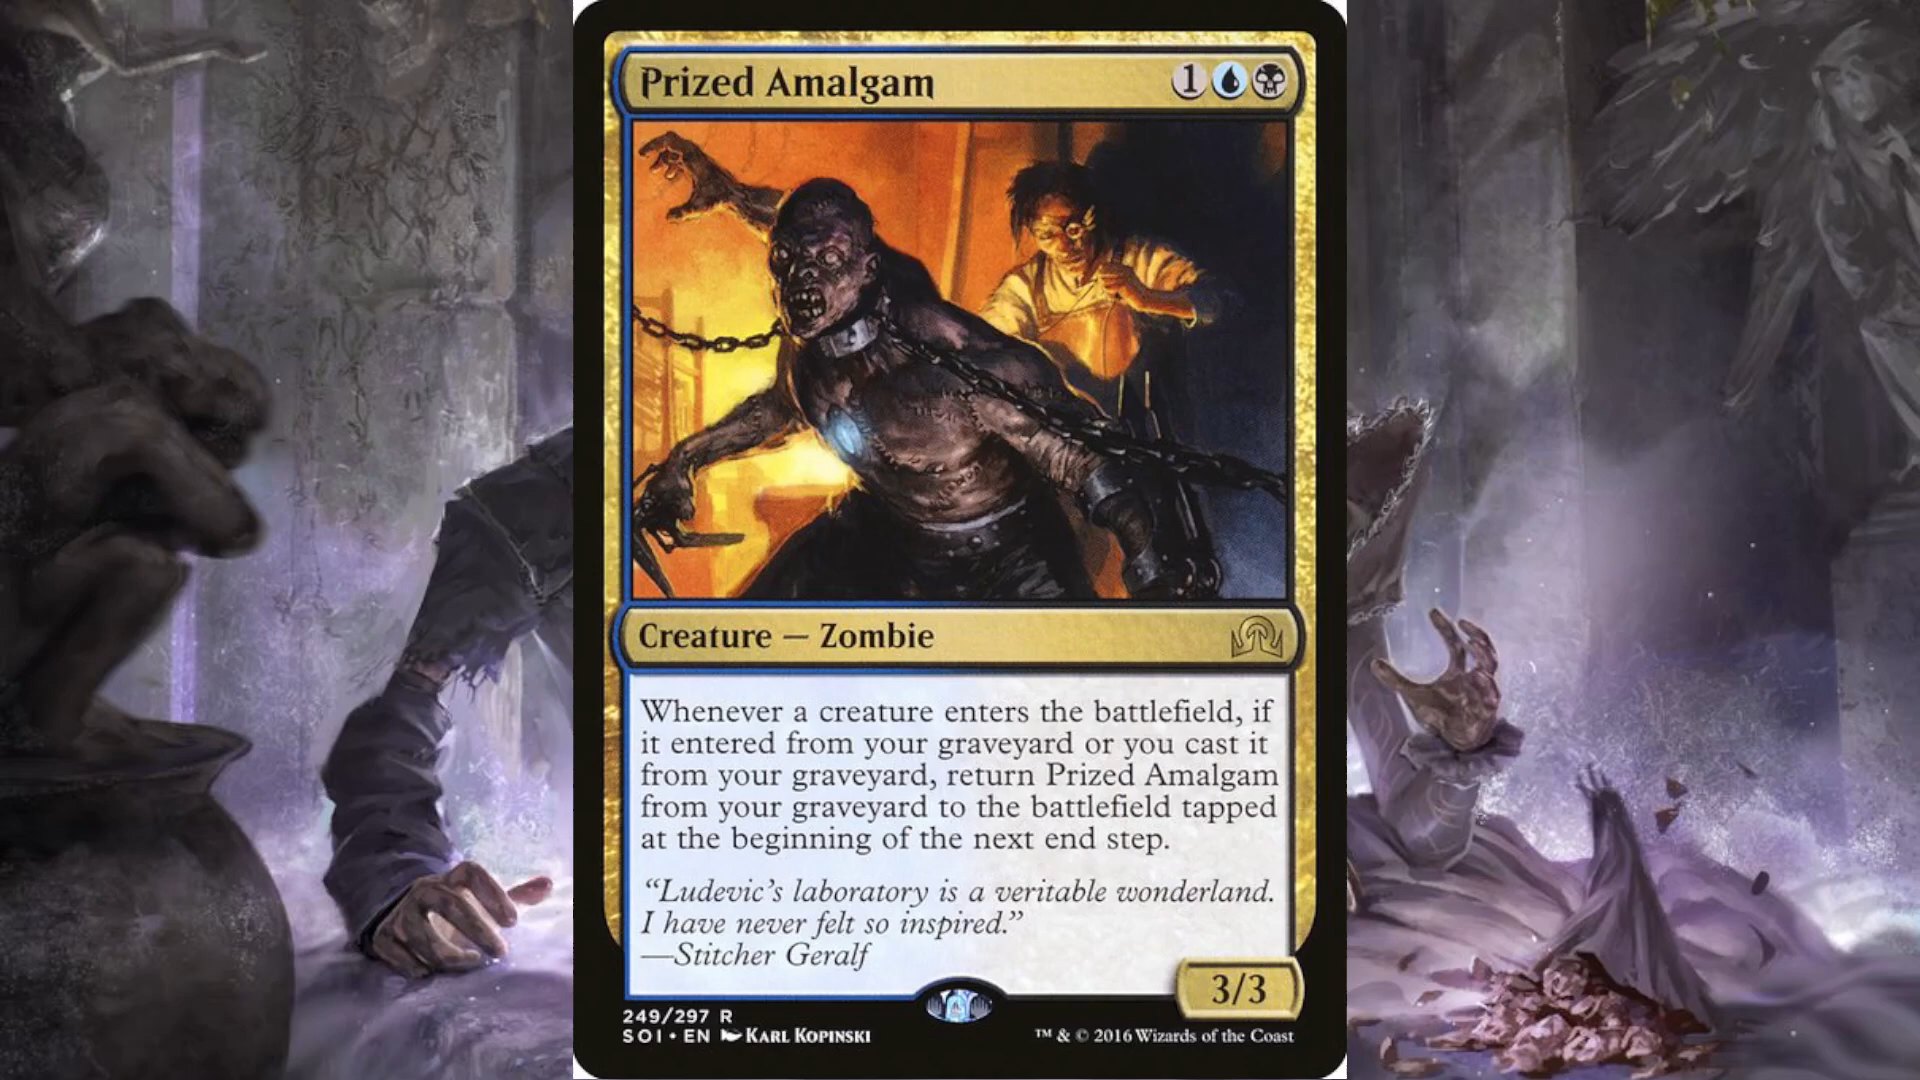 Prized Amalgam 1
Creature — Zombie
Whenever a creature enters the battlefield, if
it entered from your graveyard or you cast it
from your graveyard, return Prized Amalgam
from your graveyard to the battlefield tapped
at the beginning of the next end step.
“Ludevic’s laboratory is a veritable wonderland.
I have never felt so inspired.”
—Stitcher Geralf
3/3
249/297 R
SOI • EN KARL KOPINSKI
™ & © 2016 Wizards of the Coast